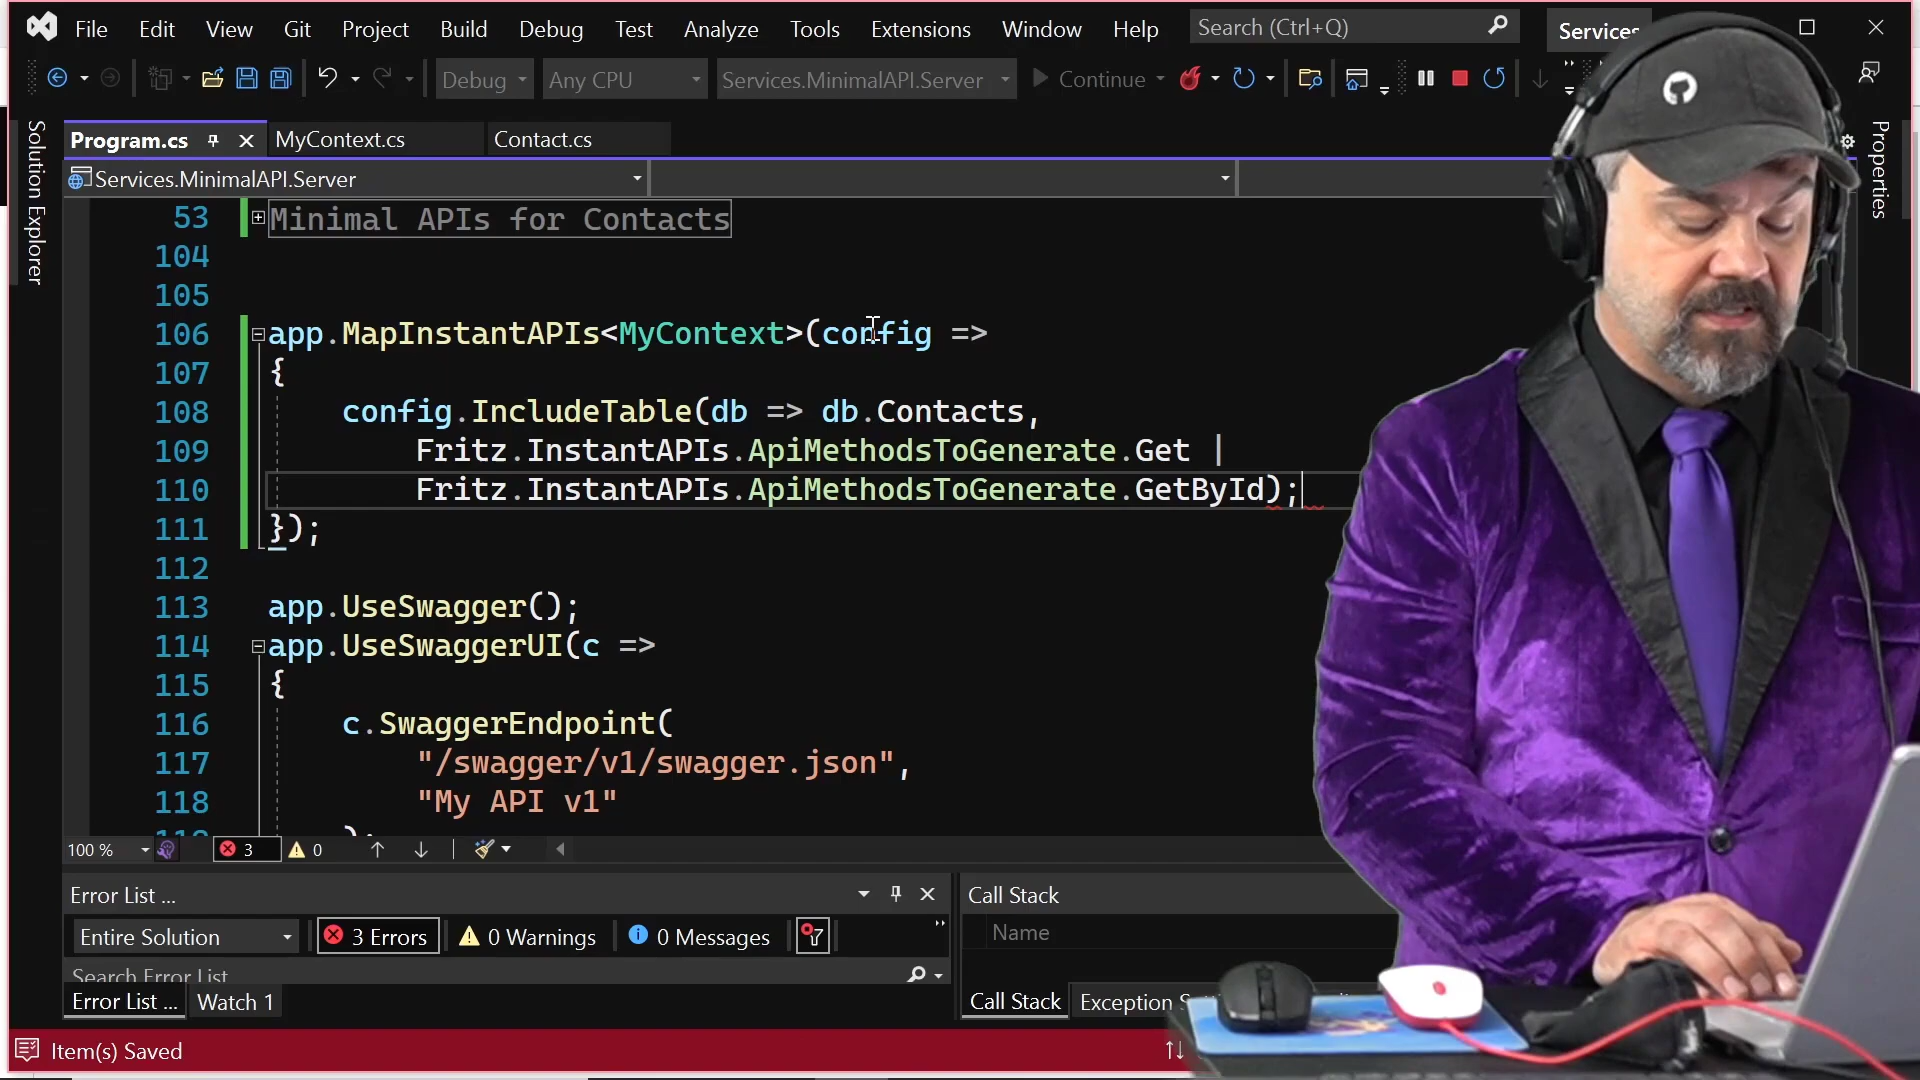 File Edit View Git Project Build Debug Test Analyze Tools Extensions Window Help Search (Ctrl+Q) Services
Debug Any CPU Services.MinimalAPI.Server Continue
Solution Explorer
Program.cs MyContext.cs Contact.cs
Properties
Services.MinimalAPI.Server
53 Minimal APIs for Contacts
104
105
106 app.MapInstantAPIs<MyContext>(config =>
107 {
108 config.IncludeTable(db => db.Contacts,
109 Fritz.InstantAPIs.ApiMethodsToGenerate.Get |
110 Fritz.InstantAPIs.ApiMethodsToGenerate.GetById);
111 });
112
113 app.UseSwagger();
114 app.UseSwaggerUI(c =>
115 {
116 c.SwaggerEndpoint(
117 "/swagger/v1/swagger.json",
118 "My API v1"
100 % 3 0
Error List ... Call Stack
Entire Solution 3 Errors 0 Warnings 0 Messages Name
Search Error List
Error List ... Watch 1 Call Stack Exception
Item(s) Saved